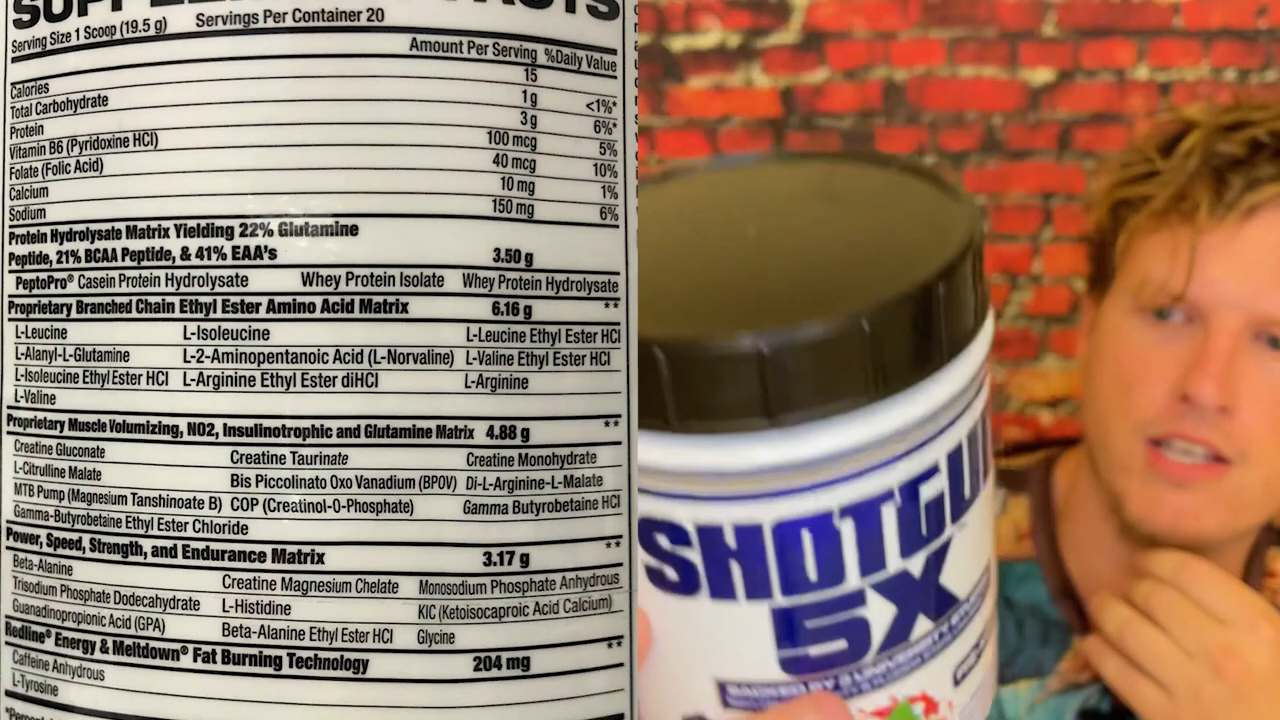 SUPPLEMENT FACTS
Serving Size 1 Scoop (19.5 g) Servings Per Container 20
Amount Per Serving %Daily Value
Calories 15
Total Carbohydrate 1 g <1%*
Protein 3 g 6%*
Vitamin B6 (Pyridoxine HCl) 100 mcg 5%
Folate (Folic Acid) 40 mcg 10%
Calcium 10 mg 1%
Sodium 150 mg 6%
Protein Hydrolysate Matrix Yielding 22% Glutamine
Peptide, 21% BCAA Peptide, & 41% EAA's 3.50 g
PeptoPro® Casein Protein Hydrolysate Whey Protein Isolate Whey Protein Hydrolysate
Proprietary Branched Chain Ethyl Ester Amino Acid Matrix 6.16 g **
L-Leucine L-Isoleucine L-Leucine Ethyl Ester HCl
L-Alanyl-L-Glutamine L-2-Aminopentanoic Acid (L-Norvaline) L-Valine Ethyl Ester HCl
L-Isoleucine Ethyl Ester HCl L-Arginine Ethyl Ester diHCl L-Arginine
L-Valine
Proprietary Muscle Volumizing, NO2, Insulinotrophic and Glutamine Matrix 4.88 g **
Creatine Gluconate Creatine Taurinate Creatine Monohydrate
L-Citrulline Malate Bis Piccolinato Oxo Vanadium (BPOV) Di-L-Arginine-L-Malate
MTB Pump (Magnesium Tanshinoate B) COP (Creatinol-O-Phosphate) Gamma Butyrobetaine HCl
Gamma-Butyrobetaine Ethyl Ester Chloride
Power, Speed, Strength, and Endurance Matrix 3.17 g **
Beta-Alanine Creatine Magnesium Chelate Monosodium Phosphate Anhydrous
Trisodium Phosphate Dodecahydrate L-Histidine KIC (Ketoisocaproic Acid Calcium)
Guanadinopropionic Acid (GPA) Beta-Alanine Ethyl Ester HCl Glycine
Redline® Energy & Meltdown® Fat Burning Technology 204 mg **
Caffeine Anhydrous
L-Tyrosine
SHOTGUN
5X